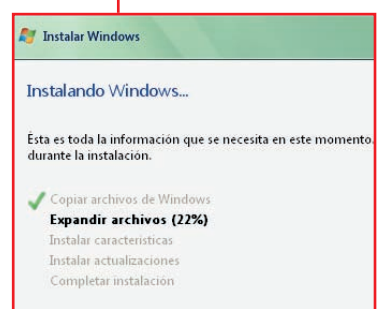 Instalar Windows
Instalando Windows...
Ésta es toda la información que se necesita en este momento.
durante la instalación.
Copiar archivos de Windows
Expandir archivos (22%)
Instalar características
Instalar actualizaciones
Completar instalación